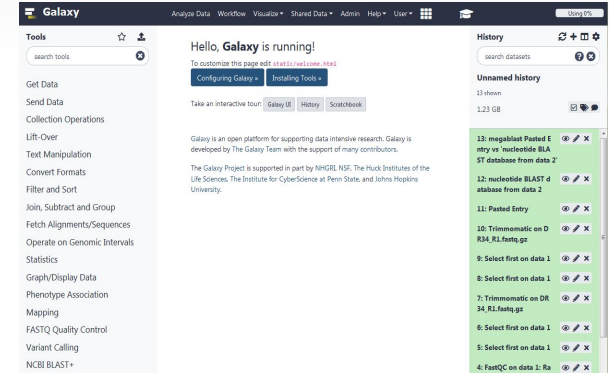 Galaxy
Analyze Data Workflow Visualize Shared Data Admin Help User
Using 0%
Tools
search tools
Get Data
Send Data
Collection Operations
Lift-Over
Text Manipulation
Convert Formats
Filter and Sort
Join, Subtract and Group
Fetch Alignments/Sequences
Operate on Genomic Intervals
Statistics
Graph/Display Data
Phenotype Association
Mapping
FASTQ Quality Control
Variant Calling
NCBI BLAST+
Hello, Galaxy is running!
To customize this page edit static/welcome.html
Configuring Galaxy »
Installing Tools »
Take an interactive tour: Galaxy UI History Scratchbook
Galaxy is an open platform for supporting data intensive research. Galaxy is
developed by The Galaxy Team with the support of many contributors.
The Galaxy Project is supported in part by NHGRI, NSF, The Huck Institutes of the
Life Sciences, The Institute for CyberScience at Penn State, and Johns Hopkins
University.
History
search datasets
Unnamed history
13 shown
1.23 GB
13: megablast Pasted E
ntry vs 'nucleotide BLA
ST database from data 2'
12: nucleotide BLAST d
atabase from data 2
11: Pasted Entry
10: Trimmomatic on D
R34_R1.fastq.gz
9: Select first on data 1
8: Select first on data 1
7: Trimmomatic on DR
34_R1.fastq.gz
6: Select first on data 1
5: Select first on data 1
4: FastQC on data 1: Ra